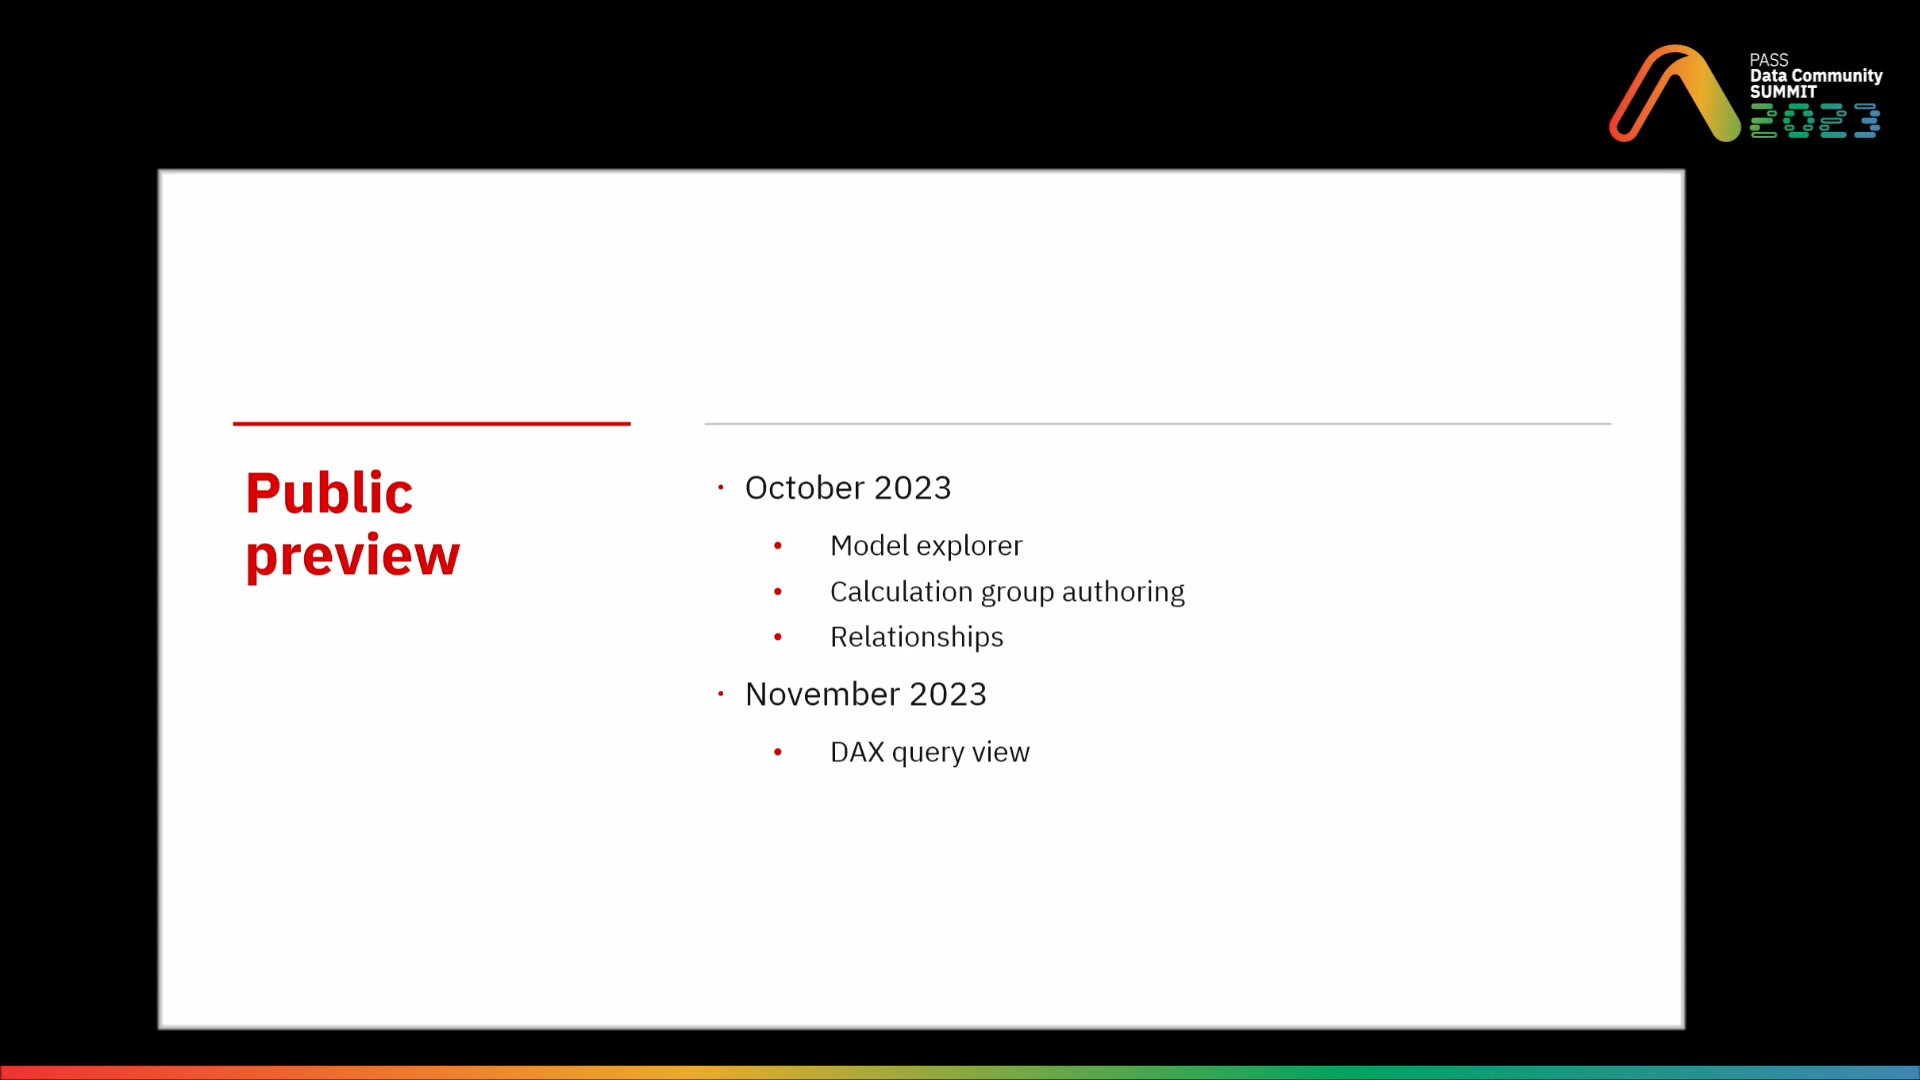 PASS
Data Community
SUMMIT
2023
Public
preview
• October 2023
• Model explorer
• Calculation group authoring
• Relationships
• November 2023
• DAX query view